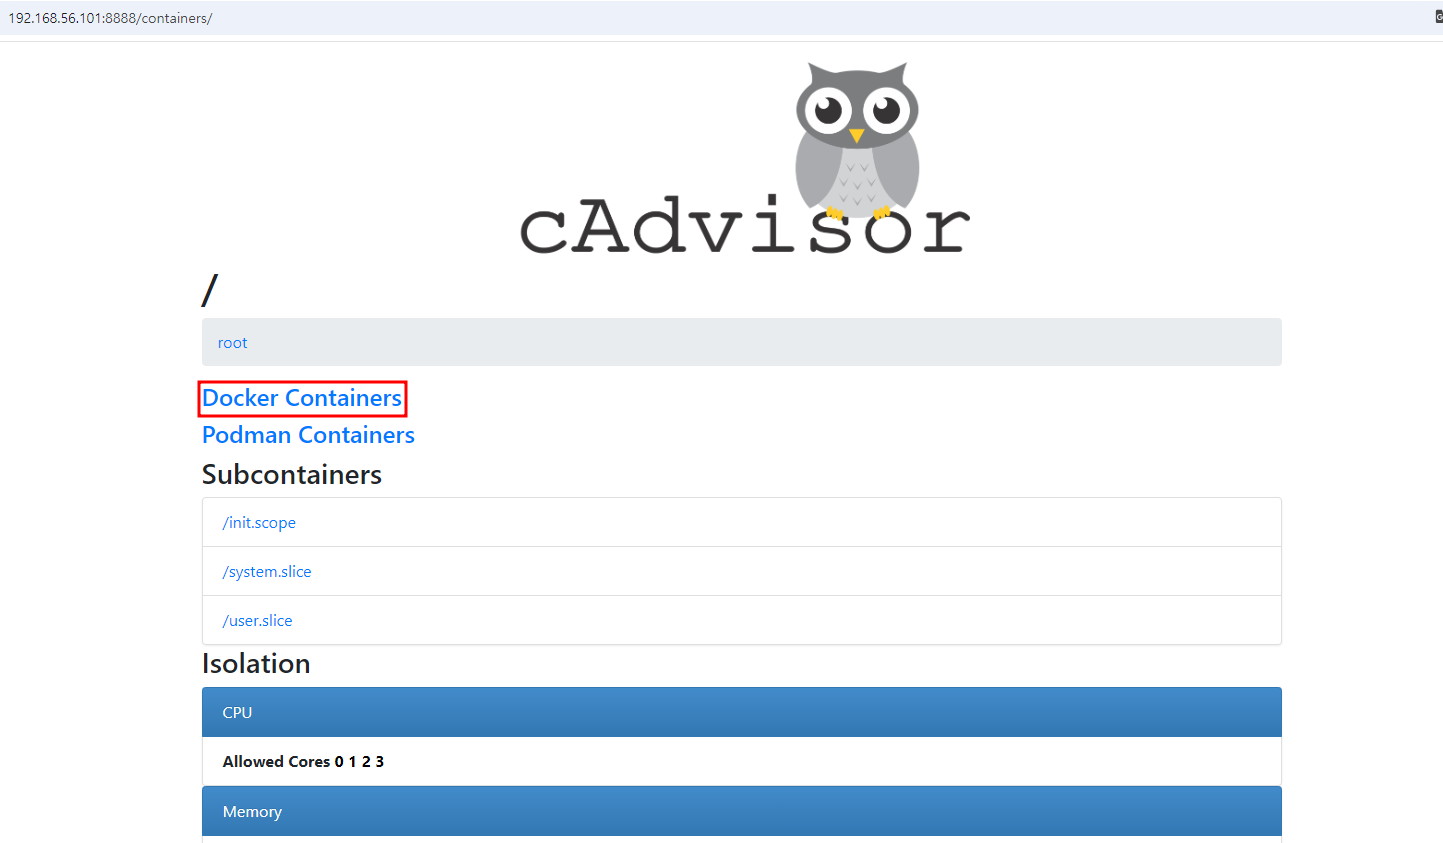 192.168.56.101:8888/containers/
cAdvisor
/
root
Docker Containers
Podman Containers
Subcontainers
/init.scope
/system.slice
/user.slice
Isolation
CPU
Allowed Cores 0 1 2 3
Memory